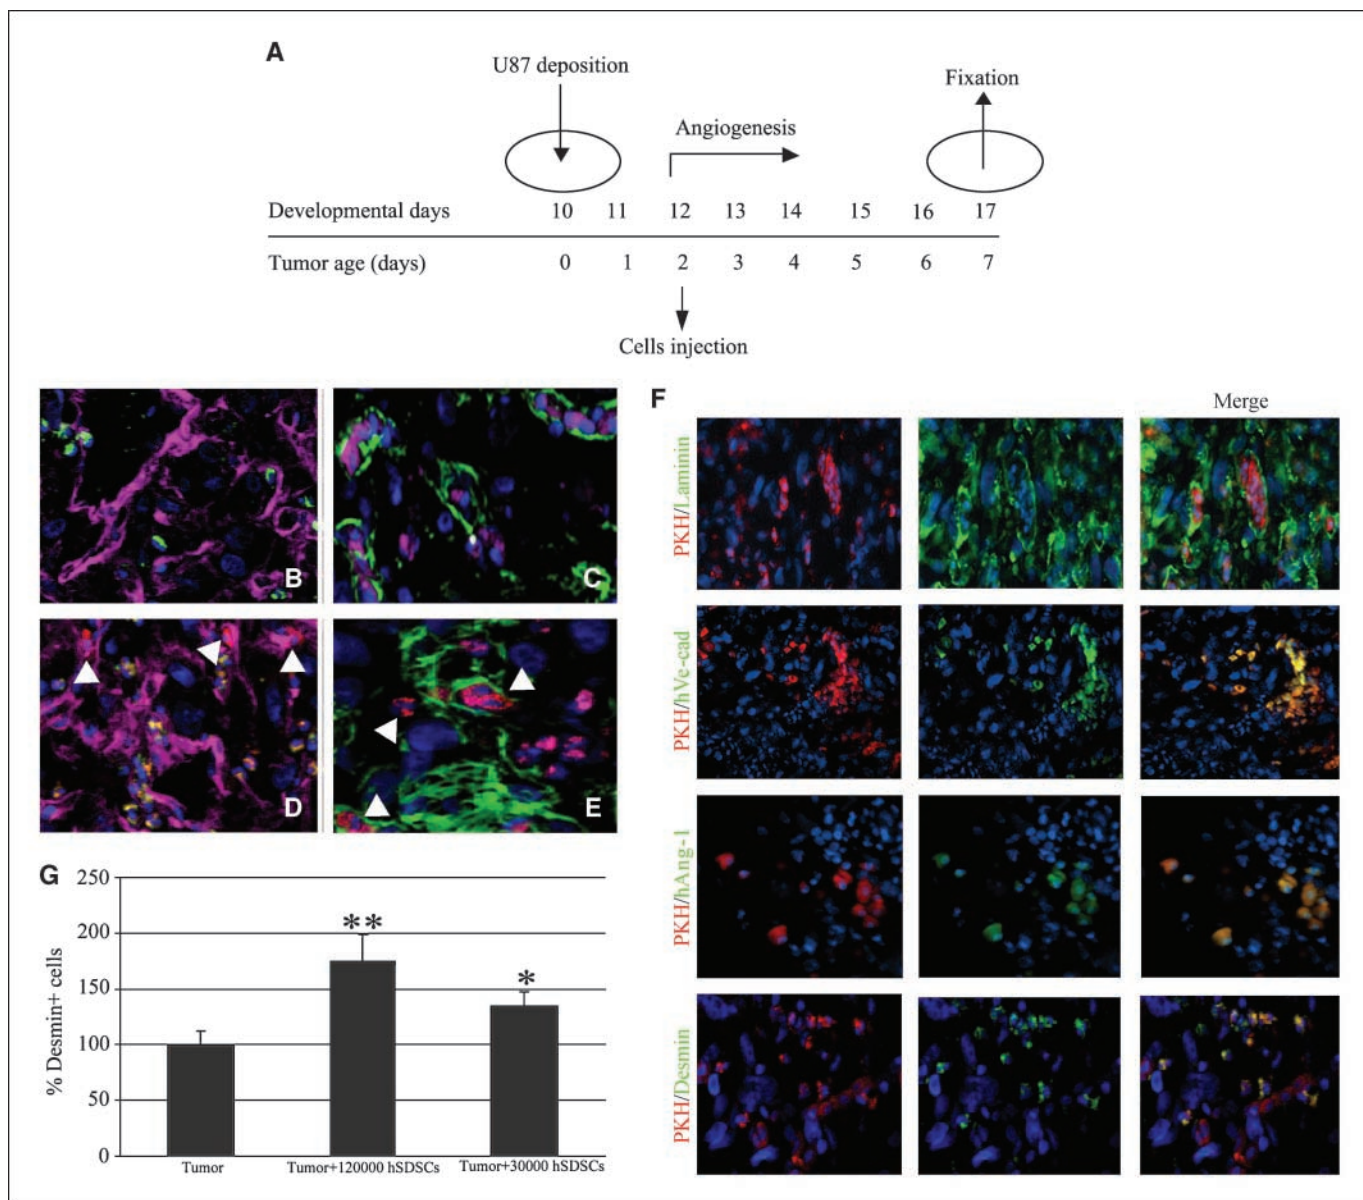 A
U87 deposition
Fixation
Angiogenesis
Developmental days 10 11 12 13 14 15 16 17
Tumor age (days) 0 1 2 3 4 5 6 7
Cells injection
B
C
D
E
F
Merge
PKH/Laminin
PKH/hVe-cad
PKH/hAng-1
PKH/Desmin
G
% Desmin+ cells
250
200
150
100
50
0
**
*
Tumor
Tumor+120000 hSDSCs
Tumor+30000 hSDSCs